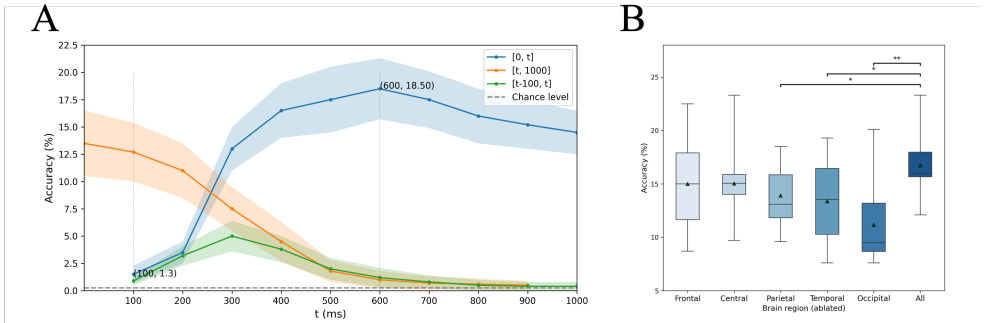 A
22.5
20.0
17.5
15.0
12.5
10.0
7.5
5.0
2.5
0.0
Accuracy (%)
[0, t]
[t, 1000]
[t-100, t]
Chance level
(600, 18.50)
(100, 1.3)
100 200 300 400 500 600 700 800 900 1000
t (ms)
B
25
20
15
10
5
Accuracy (%)
**
*
*
Frontal Central Parietal Temporal Occipital All
Brain region (ablated)